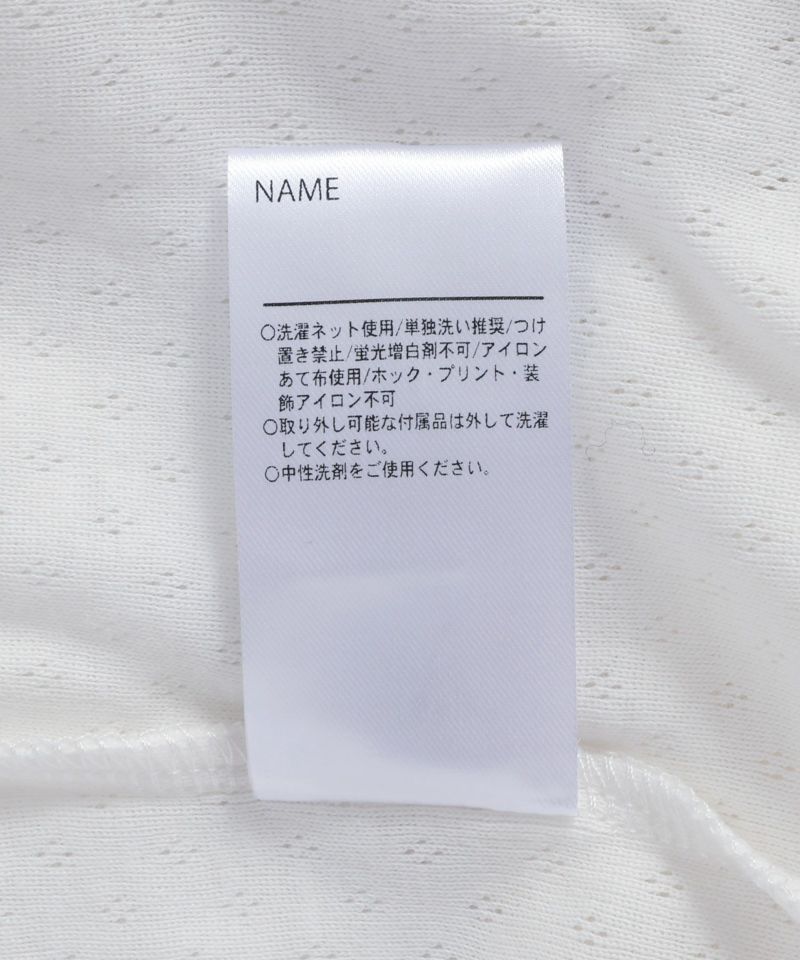 NAME
○洗濯ネット使用/単独洗い推奨/つけ
置き禁止/蛍光増白剤不可/アイロン
あて布使用/ホック・プリント・装
飾アイロン不可
○取り外し可能な付属品は外して洗濯
してください。
○中性洗剤をご使用ください。